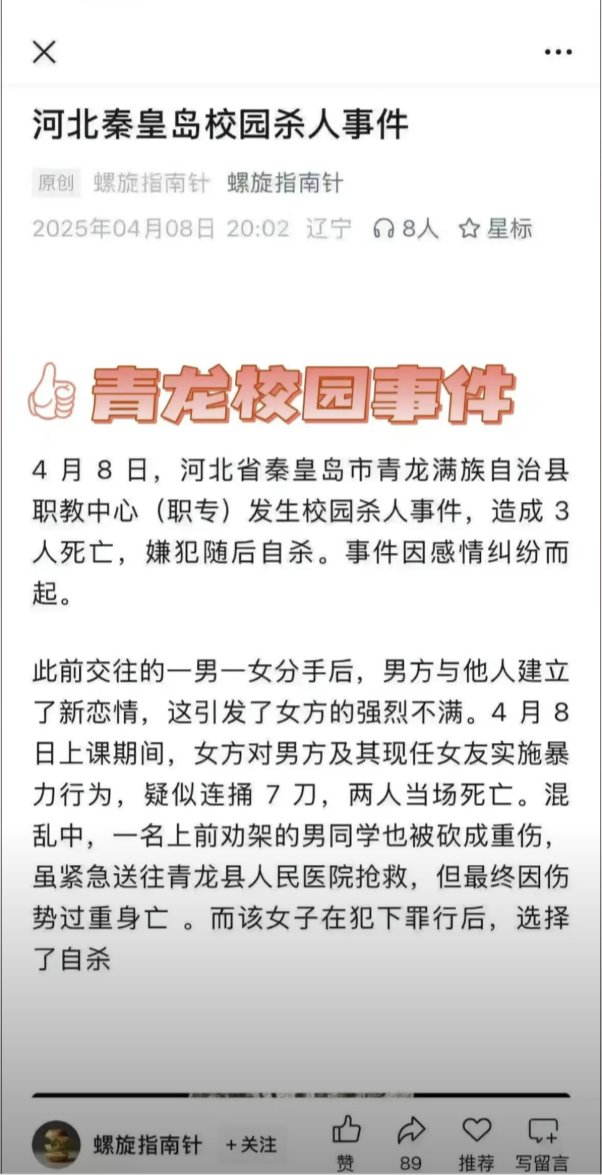 河北秦皇岛校园杀人事件
原创 螺旋指南针 螺旋指南针
2025年04月08日 20:02 辽宁 8人 星标
青龙校园事件
4 月 8 日，河北省秦皇岛市青龙满族自治县
职教中心（职专）发生校园杀人事件，造成 3
人死亡，嫌犯随后自杀。事件因感情纠纷而
起。
此前交往的一男一女分手后，男方与他人建立
了新恋情，这引发了女方的强烈不满。4 月 8
日上课期间，女方对男方及其现任女友实施暴
力行为，疑似连捅 7 刀，两人当场死亡。混
乱中，一名上前劝架的男同学也被砍成重伤，
虽紧急送往青龙县人民医院抢救，但最终因伤
势过重身亡 。而该女子在犯下罪行后，选择
了自杀
螺旋指南针 +关注 赞 89 推荐 写留言